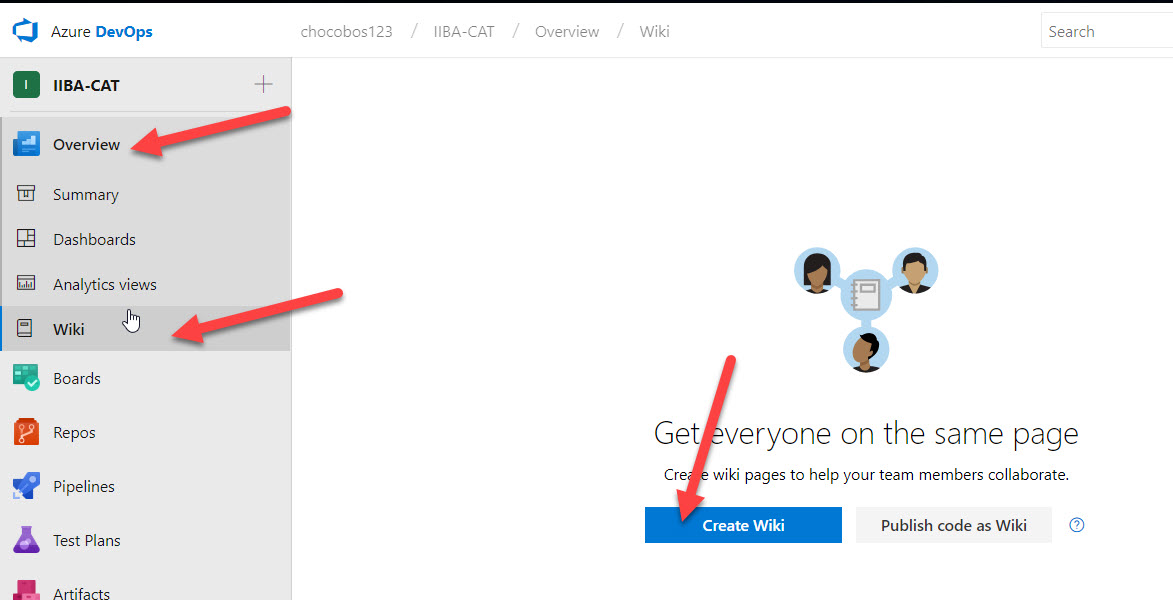 Azure DevOps
chocobos123 / IIBA-CAT / Overview / Wiki
Search
I
IIBA-CAT
Overview
Summary
Dashboards
Analytics views
Wiki
Boards
Repos
Pipelines
Test Plans
Artifacts
Get everyone on the same page
Create wiki pages to help your team members collaborate.
Create Wiki
Publish code as Wiki
?